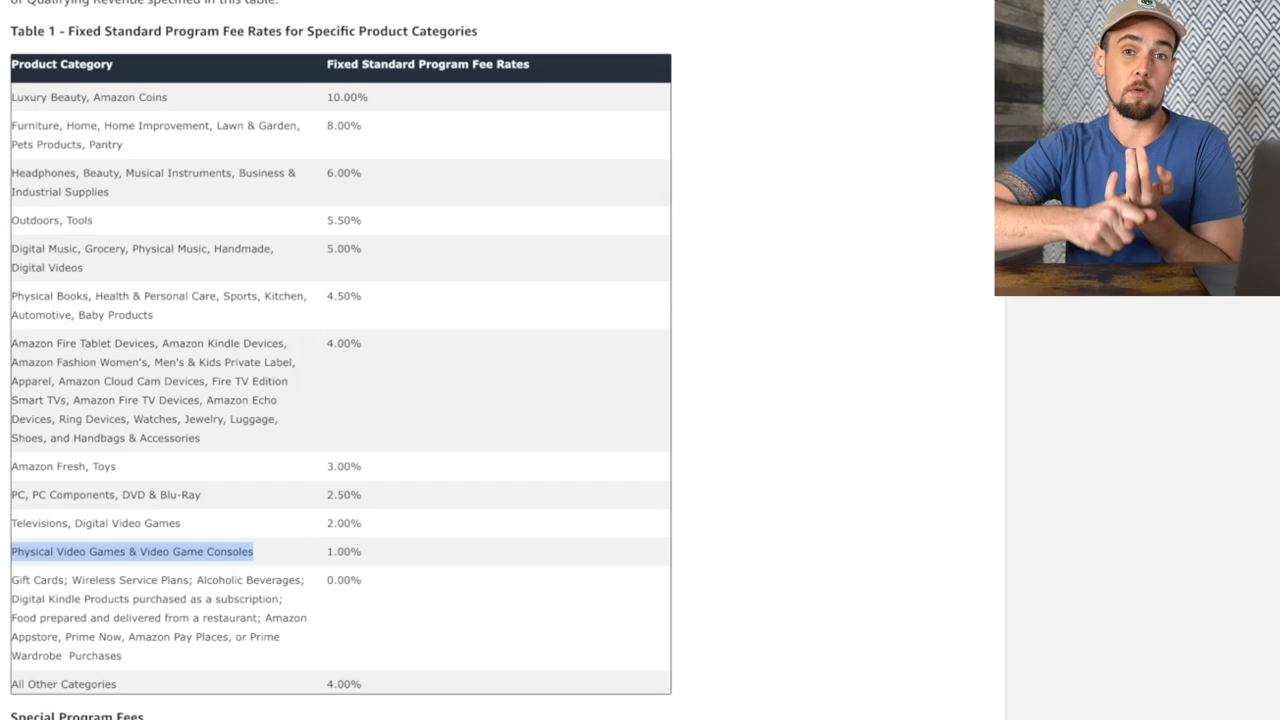 of Qualifying Revenue specified in this table.
Table 1 - Fixed Standard Program Fee Rates for Specific Product Categories
Product Category Fixed Standard Program Fee Rates
Luxury Beauty, Amazon Coins 10.00%
Furniture, Home, Home Improvement, Lawn & Garden, 8.00%
Pets Products, Pantry
Headphones, Beauty, Musical Instruments, Business & 6.00%
Industrial Supplies
Outdoors, Tools 5.50%
Digital Music, Grocery, Physical Music, Handmade, 5.00%
Digital Videos
Physical Books, Health & Personal Care, Sports, Kitchen, 4.50%
Automotive, Baby Products
Amazon Fire Tablet Devices, Amazon Kindle Devices, 4.00%
Amazon Fashion Women's, Men's & Kids Private Label,
Apparel, Amazon Cloud Cam Devices, Fire TV Edition
Smart TVs, Amazon Fire TV Devices, Amazon Echo
Devices, Ring Devices, Watches, Jewelry, Luggage,
Shoes, and Handbags & Accessories
Amazon Fresh, Toys 3.00%
PC, PC Components, DVD & Blu-Ray 2.50%
Televisions, Digital Video Games 2.00%
Physical Video Games & Video Game Consoles 1.00%
Gift Cards; Wireless Service Plans; Alcoholic Beverages; 0.00%
Digital Kindle Products purchased as a subscription;
Food prepared and delivered from a restaurant; Amazon
Appstore, Prime Now, Amazon Pay Places, or Prime
Wardrobe Purchases
All Other Categories 4.00%
Special Program Fees